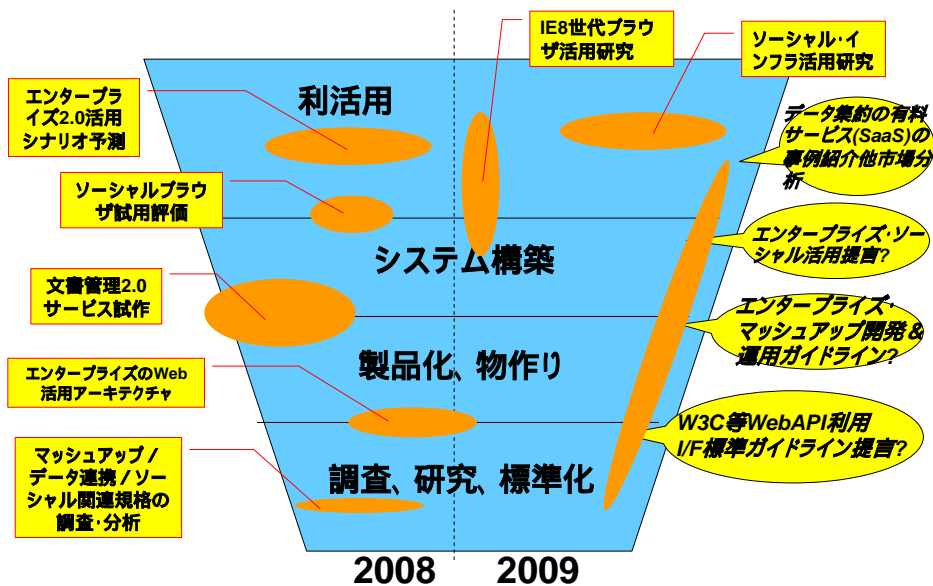 IE8世代ブラウ
ザ活用研究
ソーシャル・イ
ンフラ活用研究
エンタープライ
ズ2.0活用
シナリオ予測
利活用
データ集約の有料
サービス(SaaS)の
事例紹介他市場分
析
ソーシャルブラウ
ザ試用評価
エンタープライズ・ソー
シャル活用提言?
システム構築
文書管理2.0
サービス試作
エンタープライズ・
マッシュアップ開発&
運用ガイドライン?
製品化、物作り
エンタープライズのWeb
活用アーキテクチャ
W3C等WebAPI利用
I/F標準ガイドライン提言?
マッシュアップ/
データ連携/ソー
シャル関連規格の
調査・分析
調査、研究、標準化
2008
2009